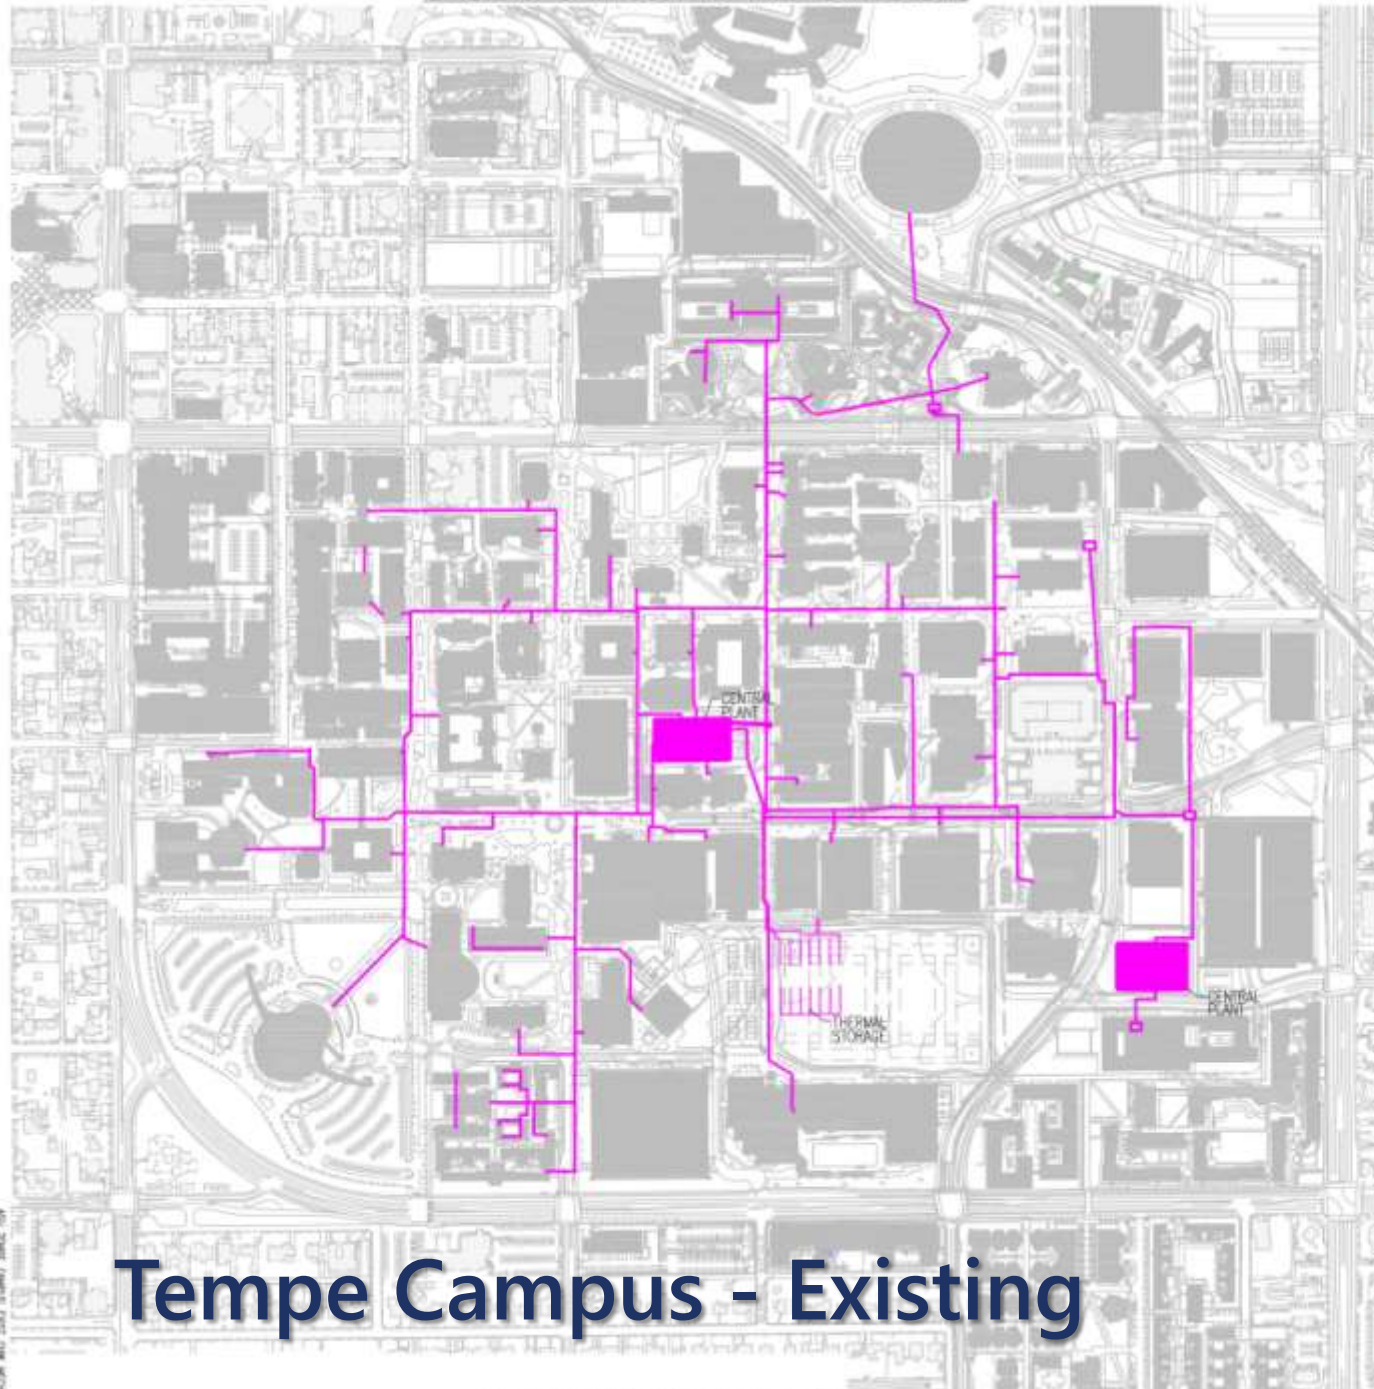 CENTRAL
PLANT
CENTRAL
PLANT
THERMAL
STORAGE
Tempe Campus - Existing